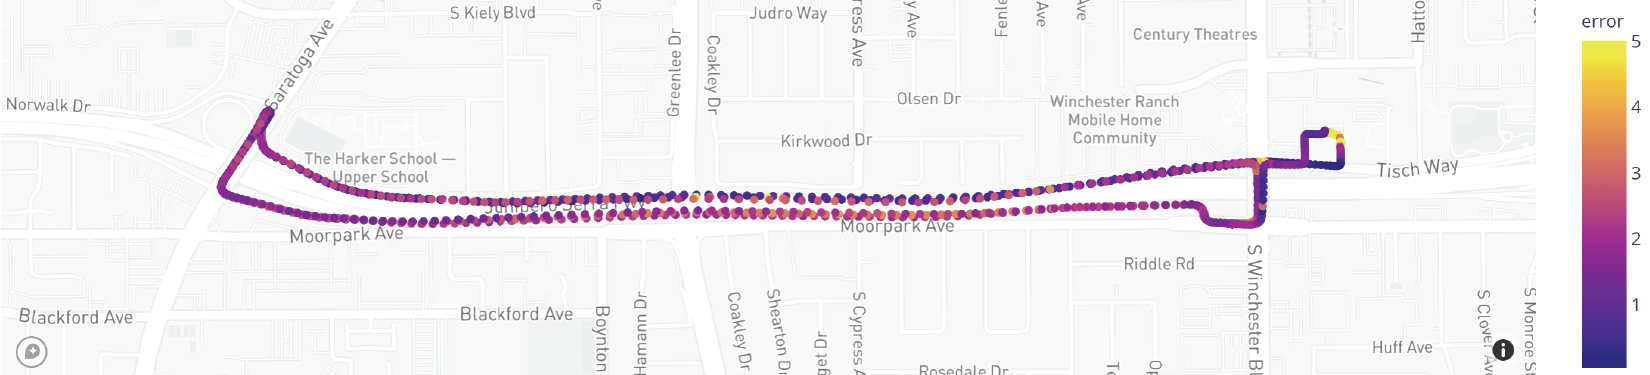 S Kiely Blvd
Judro Way
Greenlee Dr
Coakley Dr
Saratoga Ave
Century Theatres
error
5
Norwalk Dr
Olsen Dr
Winchester Ranch
Mobile Home
Community
4
Kirkwood Dr
The Harker School —
Upper School
Tisch Way
3
Moorpark Ave
Moorpark Ave
2
Riddle Rd
S Winchester Bl
Blackford Ave
Blackford Ave
Boynton
Hamann Dr
Coakley Dr
Shearton Dr
S Cypress A
S Clover Ave
S Monroe St
1
Huff Ave
Rosedale Dr